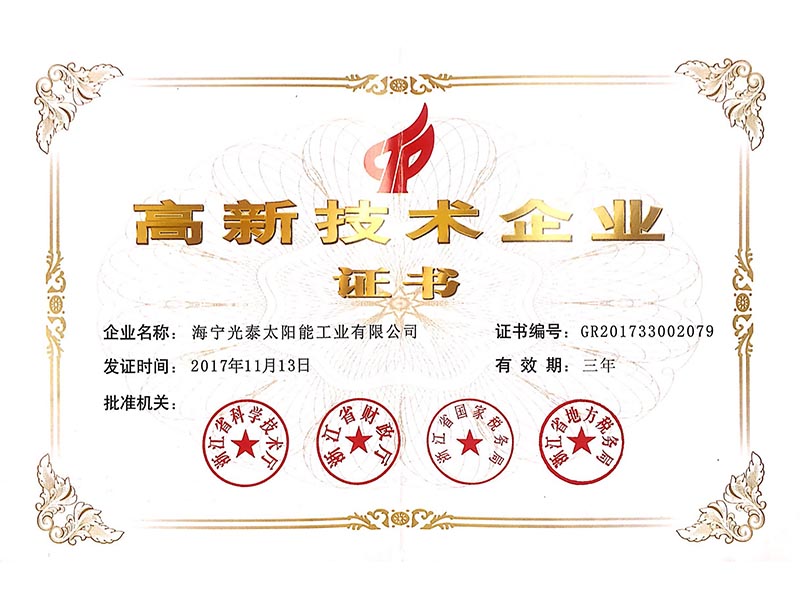 高新技术企业
证书
企业名称：海宁光泰太阳能工业有限公司 证书编号：GR201733002079
发证时间：2017年11月13日 有效期：三年
批准机关：
浙江省科学技术厅
浙江省财政厅
浙江省国家税务局
浙江省地方税务局